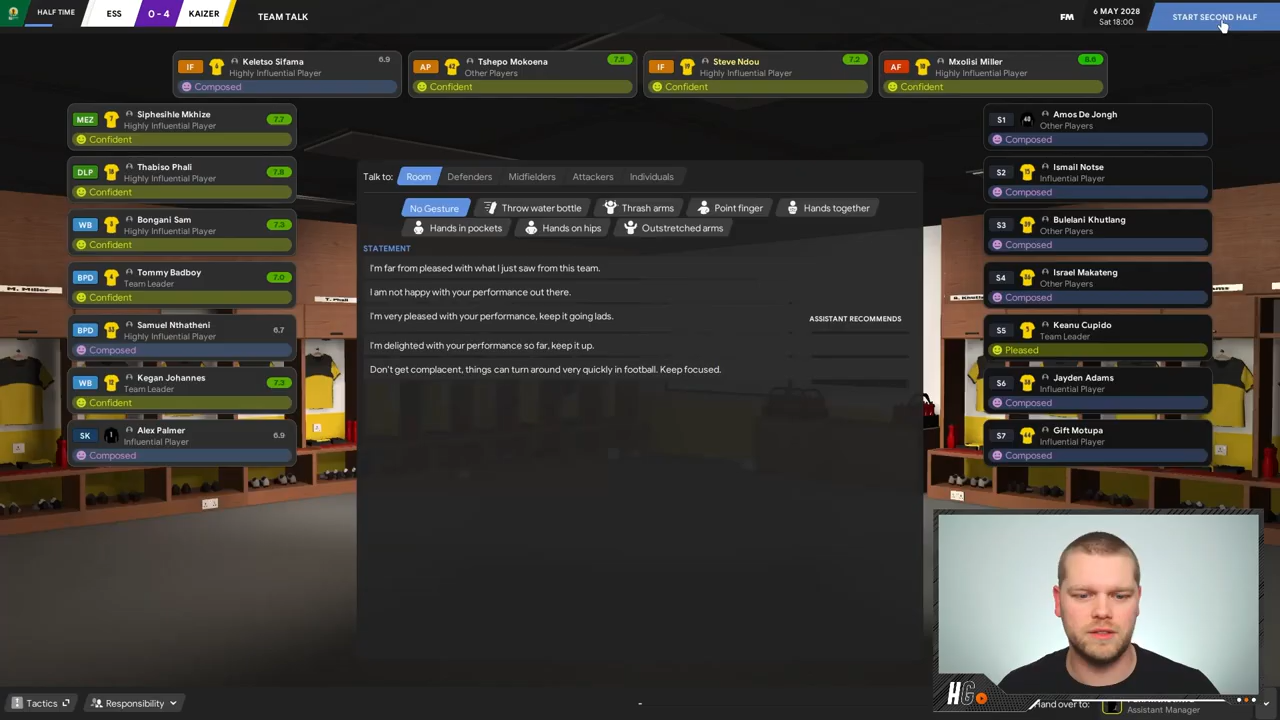 HALF TIME
ESS
0 - 4
KAIZER
TEAM TALK
FM
6 MAY 2028
Sat 18:00
START SECOND HALF
IF
Keletso Sifama
6.9
Highly Influential Player
Composed
AP
Tshepo Mokoena
7.5
Other Players
Confident
IF
Steve Ndou
7.2
Highly Influential Player
Confident
AF
Mxolisi Miller
8.6
Highly Influential Player
Confident
MEZ
Siphesihle Mkhize
7.7
Highly Influential Player
Confident
DLP
Thabiso Phali
7.8
Highly Influential Player
Confident
WB
Bongani Sam
7.3
Highly Influential Player
Confident
BPD
Tommy Badboy
7.0
Team Leader
Confident
BPD
Samuel Nthatheni
6.7
Highly Influential Player
Composed
WB
Kegan Johannes
7.3
Team Leader
Confident
SK
Alex Palmer
6.9
Influential Player
Composed
M. Miller
T. Phali
Talk to:
Room
Defenders
Midfielders
Attackers
Individuals
No Gesture
Throw water bottle
Thrash arms
Point finger
Hands together
Hands in pockets
Hands on hips
Outstretched arms
STATEMENT
I'm far from pleased with what I just saw from this team.
I am not happy with your performance out there.
I'm very pleased with your performance, keep it going lads.
ASSISTANT RECOMMENDS
I'm delighted with your performance so far, keep it up.
Don't get complacent, things can turn around very quickly in football. Keep focused.
S1
Amos De Jongh
Other Players
Composed
S2
Ismail Notse
Influential Player
Composed
S3
Bulelani Khutlang
Other Players
Composed
S4
Israel Makateng
Other Players
Composed
S5
Keanu Cupido
Team Leader
Pleased
S6
Jayden Adams
Influential Player
Composed
S7
Gift Motupa
Influential Player
Composed
Tactics
Responsibility
-
HG
Hand over to:
Assistant Manager